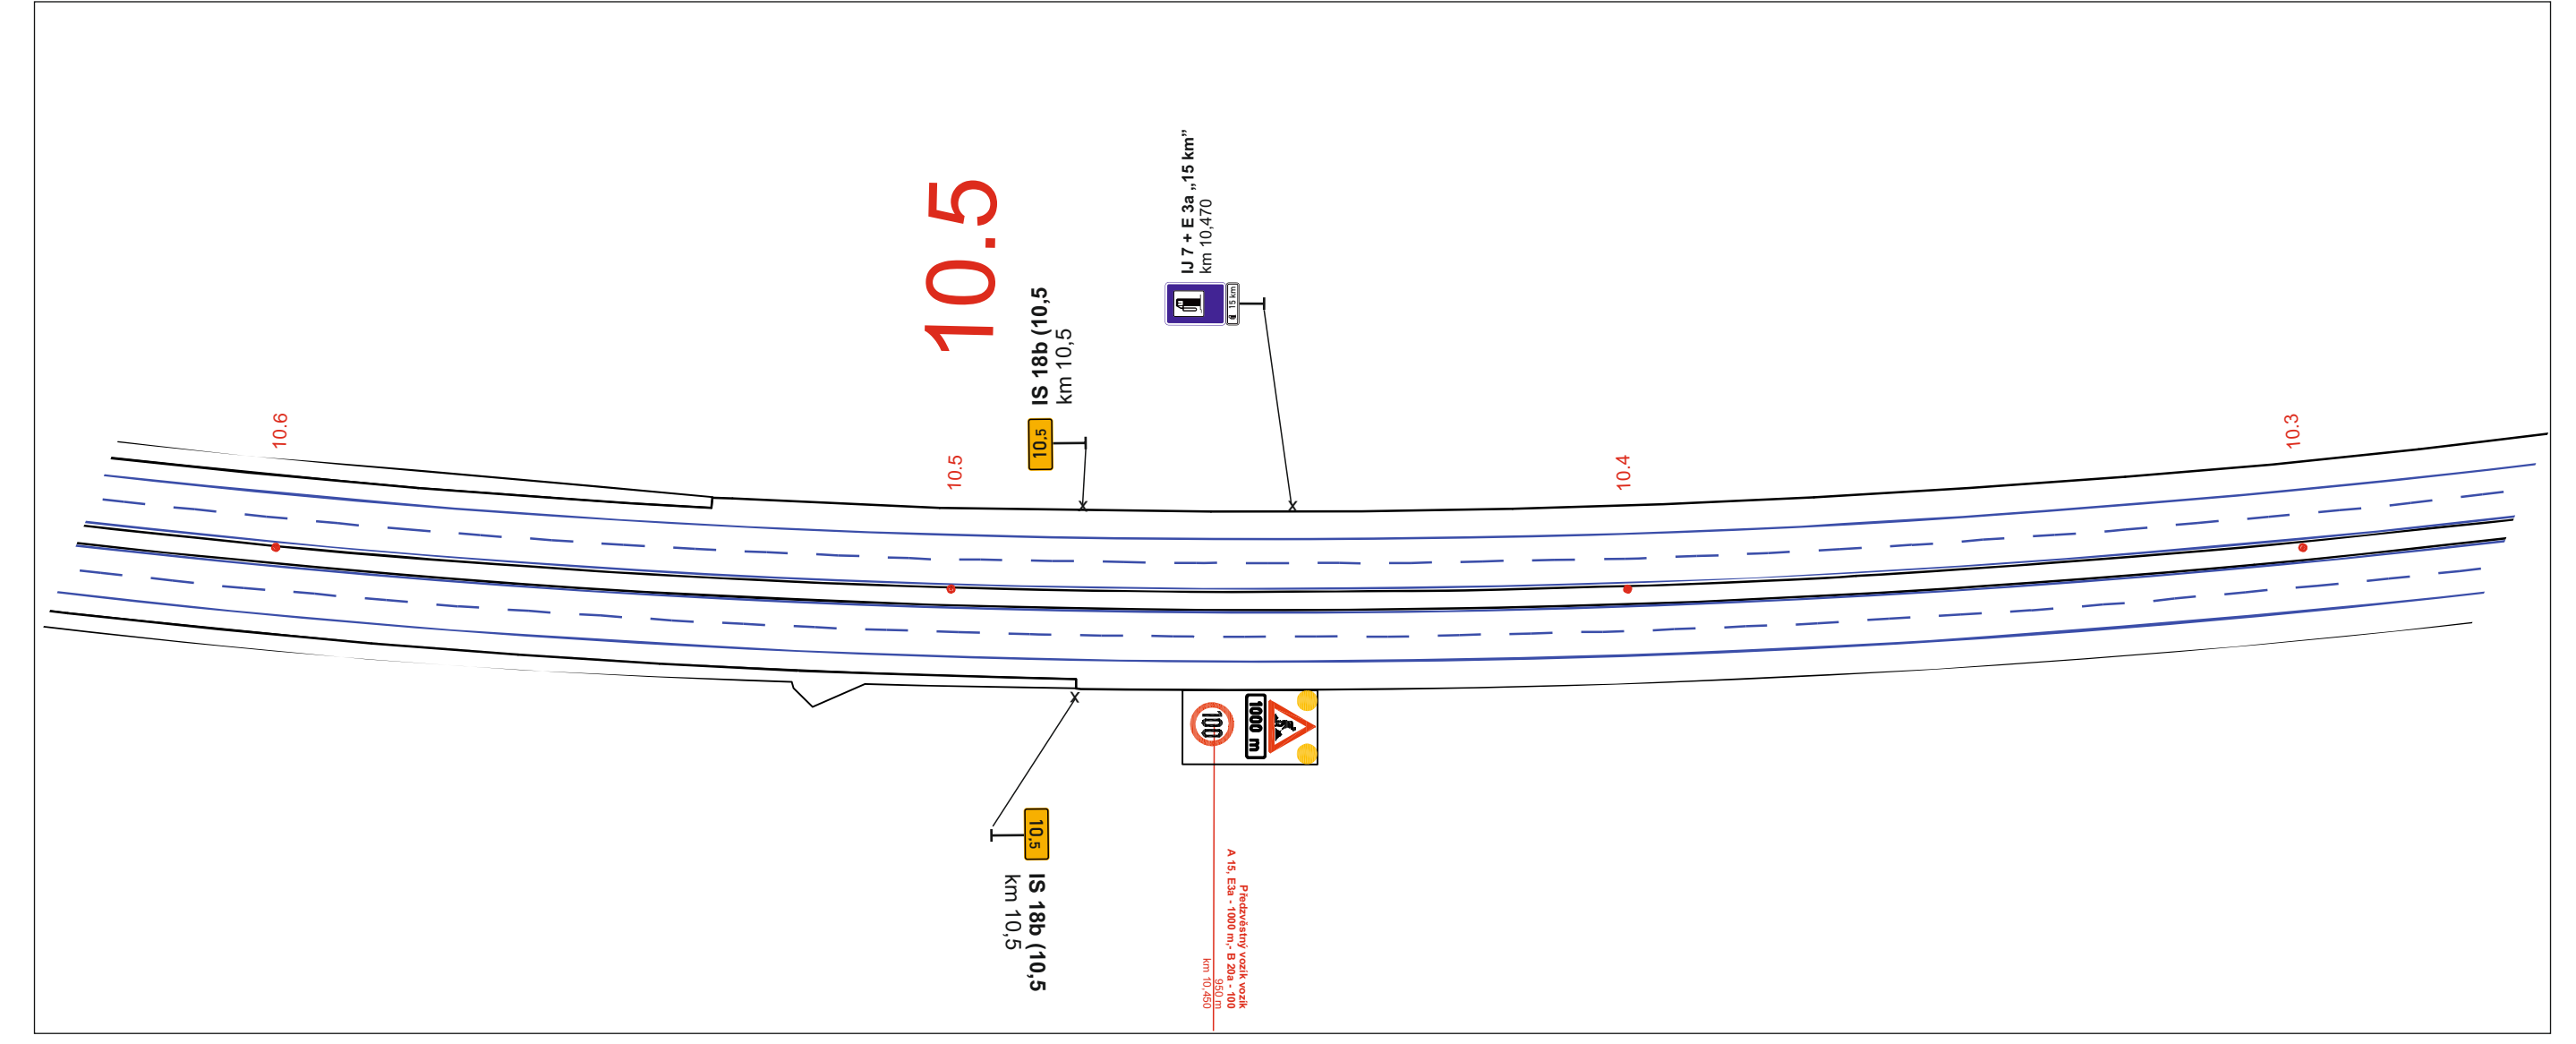 10.5
IJ 7 + E 3a „15 km”
km 10,470
15 km
IS 18b (10,5
km 10,5
10.5
10.6
10.5
10.4
10.3
100
1000 m
10,5
IS 18b (10,5
km 10,5
Předzvěstný vozík vozík
A 15, E3a - 1000 m,- B 20a - 100
950 m
km 10,450